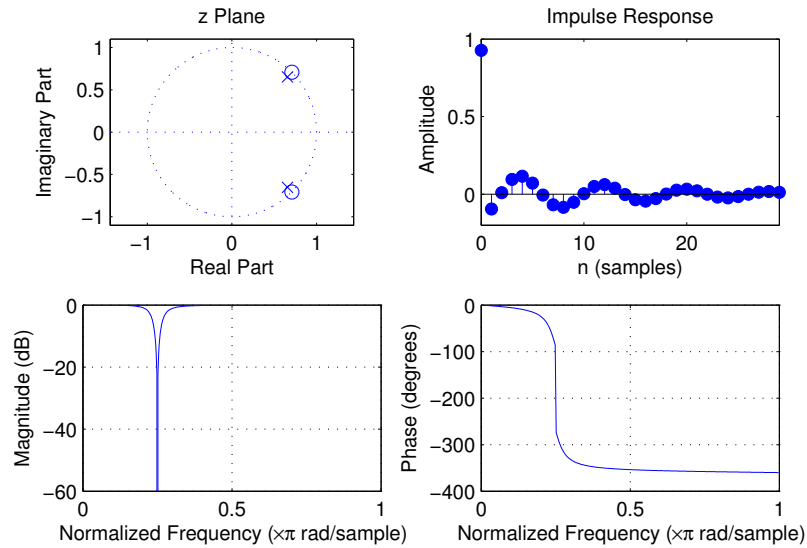 z Plane
1
0.5
0
−0.5
−1
Imaginary Part
−1
0
1
Real Part
Impulse Response
1
0.5
0
Amplitude
0
10
20
n (samples)
0
−20
−40
−60
Magnitude (dB)
0
0.5
1
Normalized Frequency (×π rad/sample)
0
−100
−200
−300
−400
Phase (degrees)
0
0.5
1
Normalized Frequency (×π rad/sample)